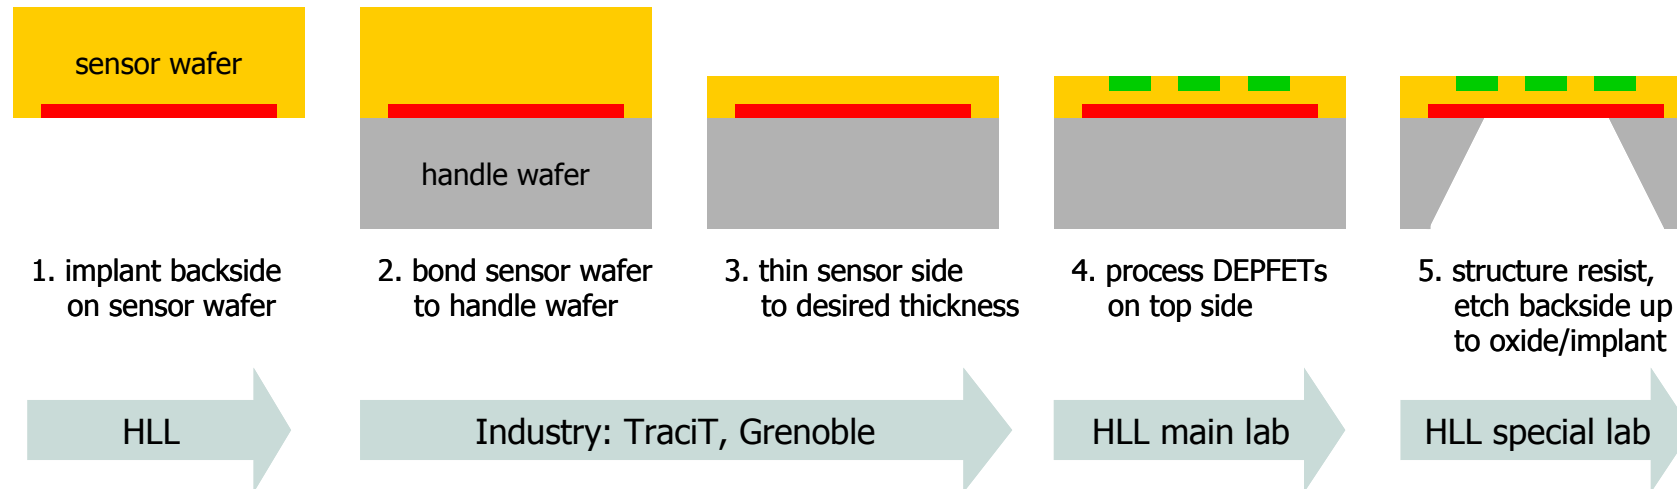 sensor wafer
handle wafer
1. implant backside
on sensor wafer
2. bond sensor wafer
to handle wafer
3. thin sensor side
to desired thickness
4. process DEPFETs
on top side
5. structure resist,
etch backside up
to oxide/implant
HLL
Industry: TraciT, Grenoble
HLL main lab
HLL special lab